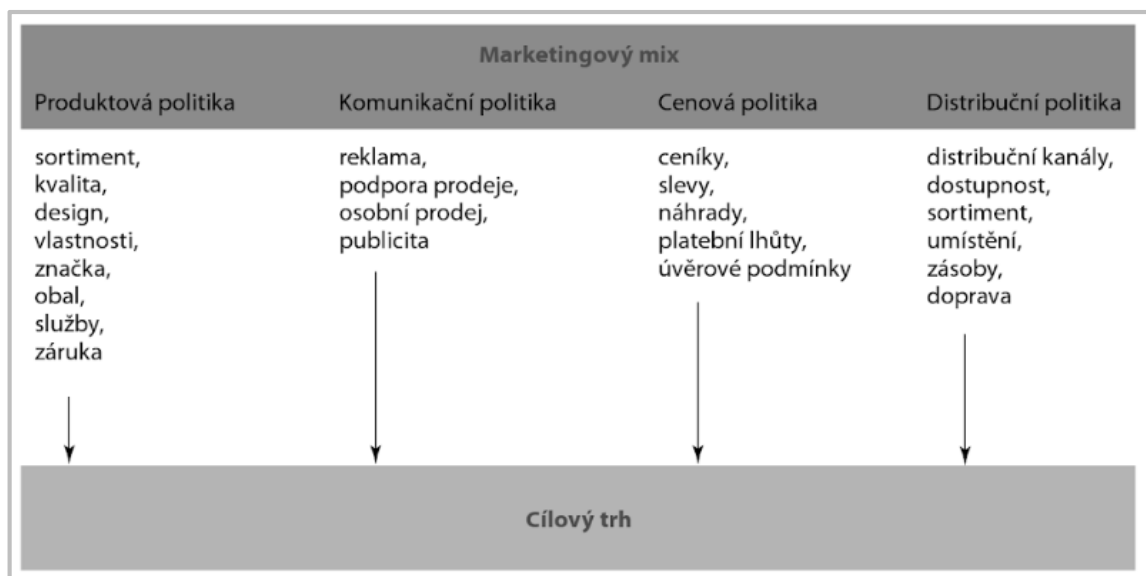 Marketingový mix
Produktová politika
Komunikační politika
Cenová politika
Distribuční politika
sortiment,
kvalita,
design,
vlastnosti,
značka,
obal,
služby,
záruka
reklama,
podpora prodeje,
osobní prodej,
publicita
ceníky,
slevy,
náhrady,
platební lhůty,
úvěrové podmínky
distribuční kanály,
dostupnost,
sortiment,
umístění,
zásoby,
doprava
Cílový trh